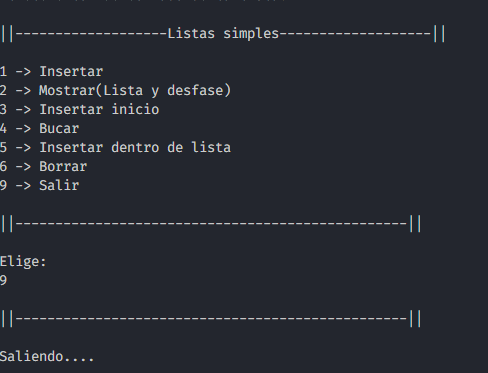 ||-------------------Listas simples-------------------||
1 -> Insertar
2 -> Mostrar(Lista y desfase)
3 -> Insertar inicio
4 -> Bucar
5 -> Insertar dentro de lista
6 -> Borrar
9 -> Salir
||-------------------------------------------------||
Elige:
9
||-------------------------------------------------||
Saliendo....